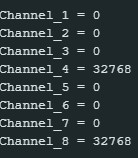 Channel_1 = 0
Channel_2 = 0
Channel_3 = 0
Channel_4 = 32768
Channel_5 = 0
Channel_6 = 0
Channel_7 = 0
Channel_8 = 32768